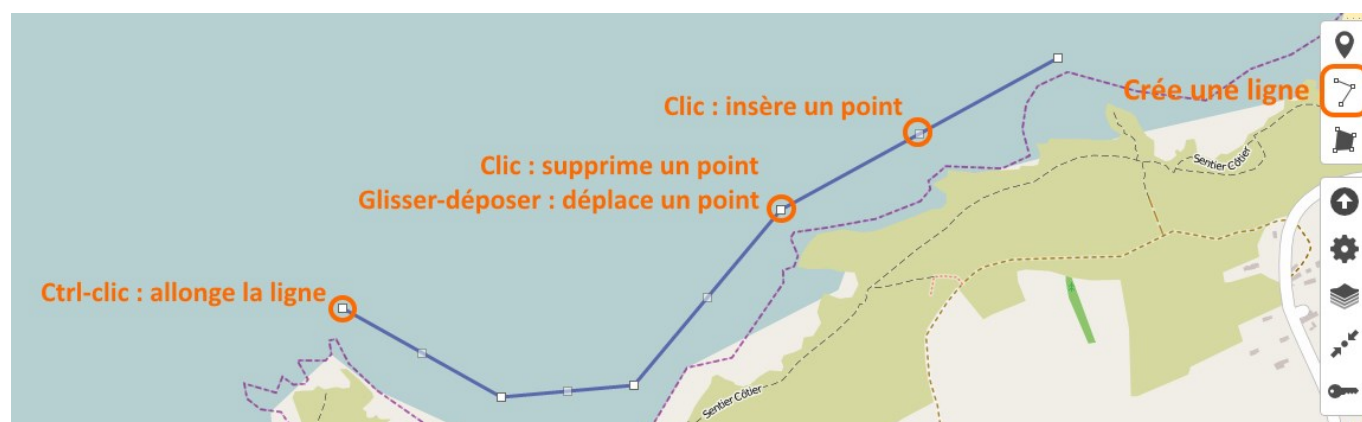 Crée une ligne
Clic : insère un point
Clic : supprime un point
Glisser-déposer : déplace un point
Sentier Côtier
Ctrl-clic : allonge la ligne
Sentier Côtier